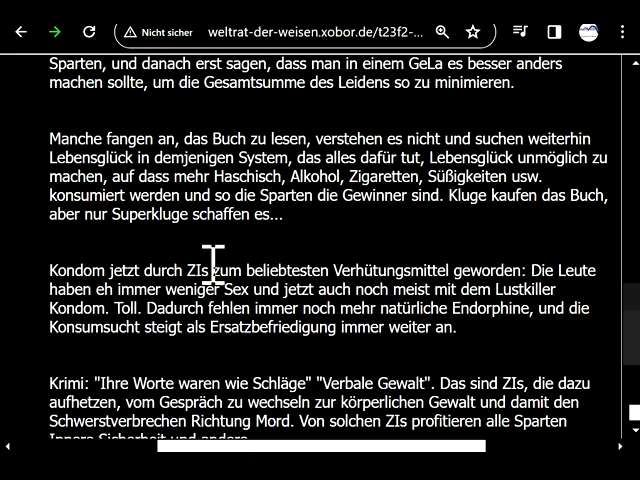 Nicht sicher weltrat-der-weisen.xobor.de/t23f2-...
Sparten, und danach erst sagen, dass man in einem GeLa es besser anders
machen sollte, um die Gesamtsumme des Leidens so zu minimieren.
Manche fangen an, das Buch zu lesen, verstehen es nicht und suchen weiterhin
Lebensglück in demjenigen System, das alles dafür tut, Lebensglück unmöglich zu
machen, auf dass mehr Haschisch, Alkohol, Zigaretten, Süßigkeiten usw.
konsumiert werden und so die Sparten die Gewinner sind. Kluge kaufen das Buch,
aber nur Superkluge schaffen es...
Kondom jetzt durch ZIs zum beliebtesten Verhütungsmittel geworden: Die Leute
haben eh immer weniger Sex und jetzt auch noch meist mit dem Lustkiller
Kondom. Toll. Dadurch fehlen immer noch mehr natürliche Endorphine, und die
Konsumsucht steigt als Ersatzbefriedigung immer weiter an.
Krimi: "Ihre Worte waren wie Schläge" "Verbale Gewalt". Das sind ZIs, die dazu
aufhetzen, vom Gespräch zu wechseln zur körperlichen Gewalt und damit den
Schwerstverbrechen Richtung Mord. Von solchen ZIs profitieren alle Sparten
Innere Sicherheit und andere